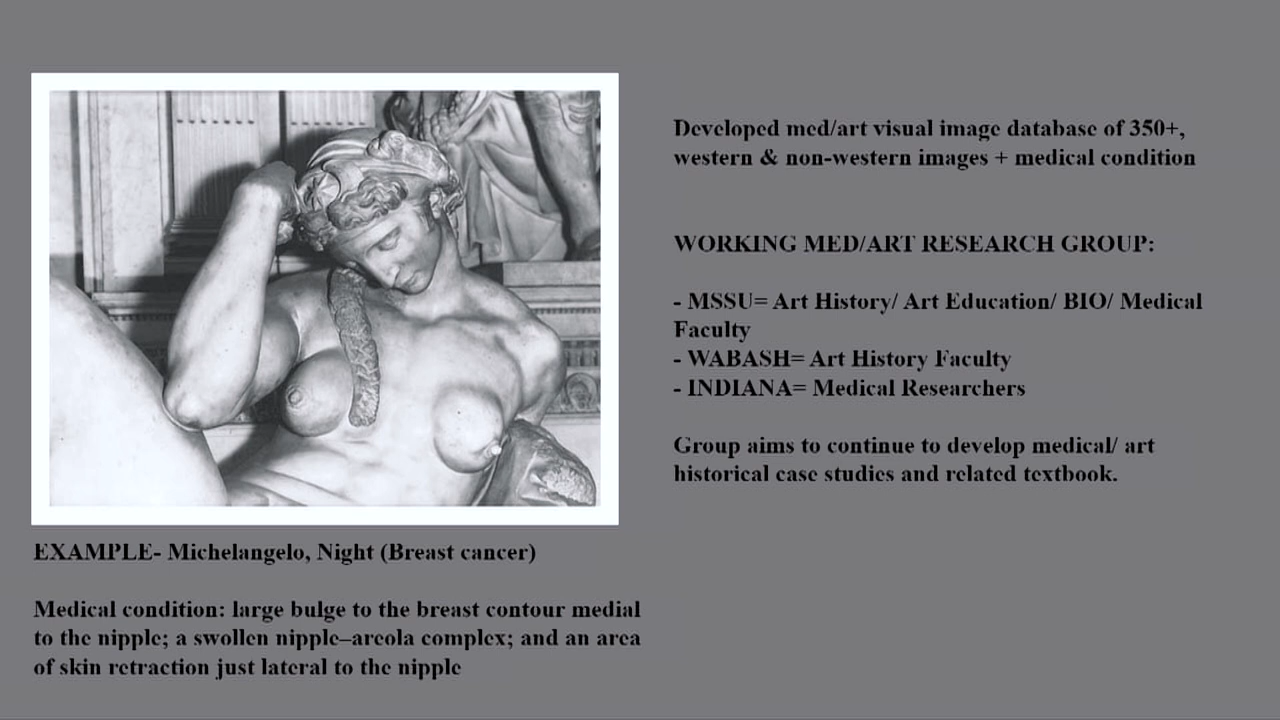 Developed med/art visual image database of 350+,
western & non-western images + medical condition
WORKING MED/ART RESEARCH GROUP:
- MSSU= Art History/ Art Education/ BIO/ Medical
Faculty
- WABASH= Art History Faculty
- INDIANA= Medical Researchers
Group aims to continue to develop medical/ art
historical case studies and related textbook.
EXAMPLE- Michelangelo, Night (Breast cancer)
Medical condition: large bulge to the breast contour medial
to the nipple; a swollen nipple–areola complex; and an area
of skin retraction just lateral to the nipple